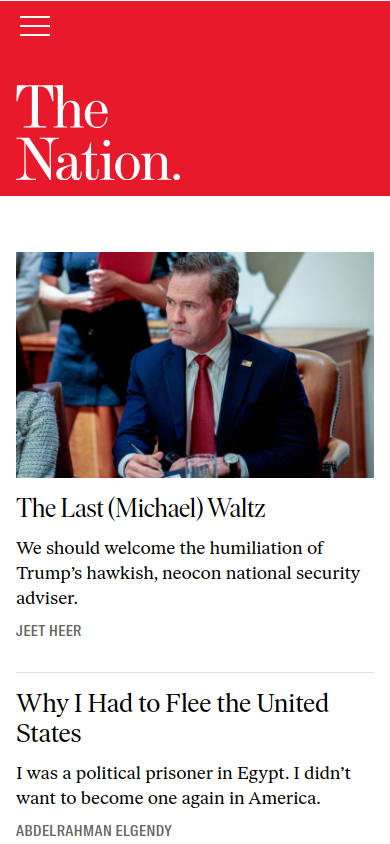 The
Nation.
The Last (Michael) Waltz
We should welcome the humiliation of
Trump’s hawkish, neocon national security
adviser.
JEET HEER
Why I Had to Flee the United
States
I was a political prisoner in Egypt. I didn’t
want to become one again in America.
ABDELRAHMAN ELGENDY